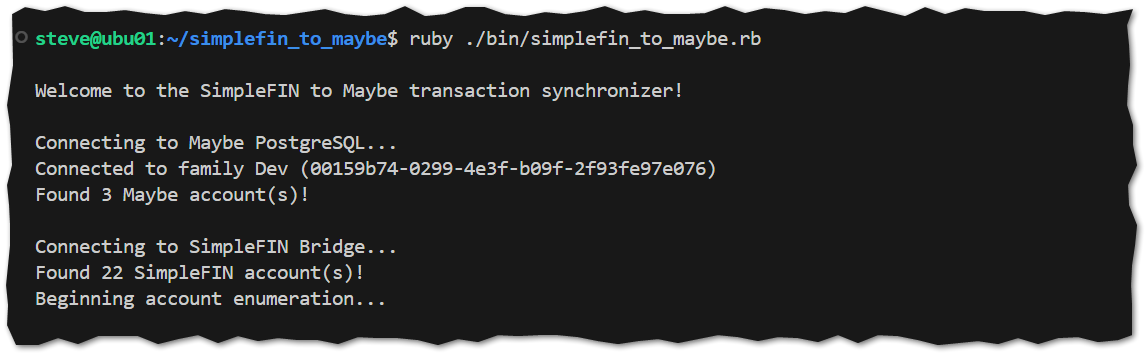 steve@ubu01:~/simplefin_to_maybe$ ruby ./bin/simplefin_to_maybe.rb
Welcome to the SimpleFIN to Maybe transaction synchronizer!
Connecting to Maybe PostgreSQL...
Connected to family Dev (00159b74-0299-4e3f-b09f-2f93fe97e076)
Found 3 Maybe account(s)!
Connecting to SimpleFIN Bridge...
Found 22 SimpleFIN account(s)!
Beginning account enumeration...